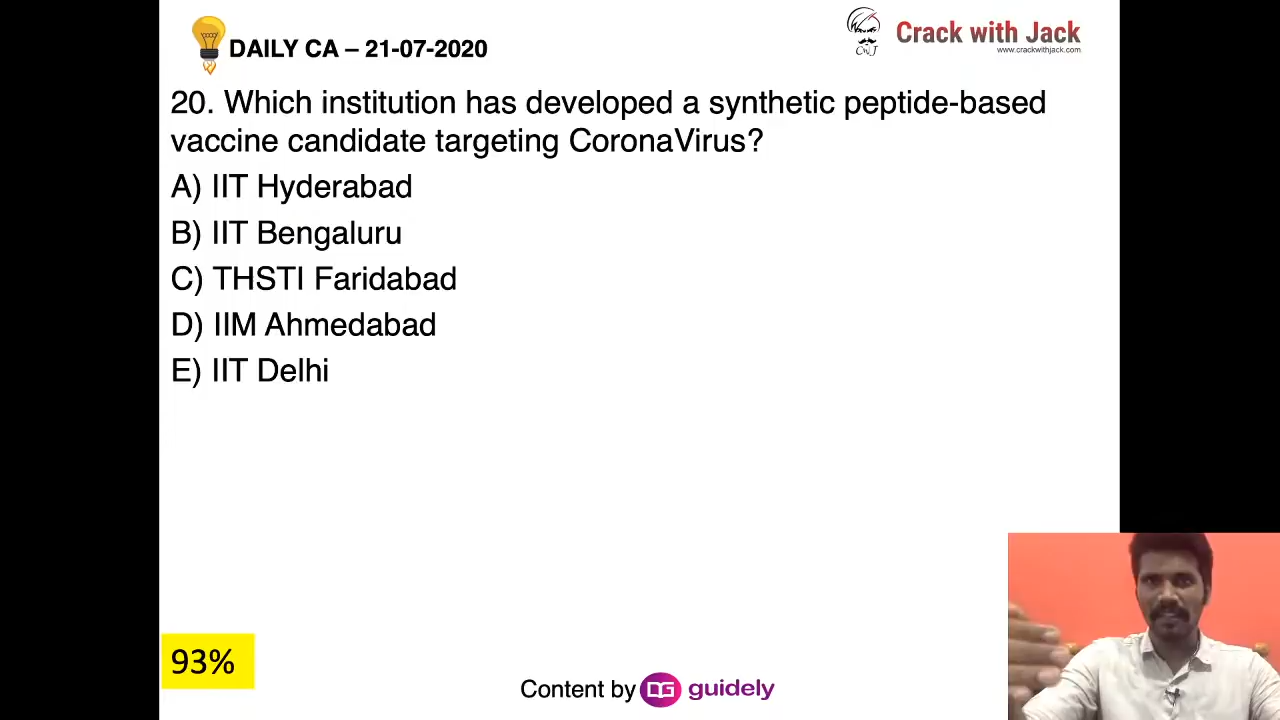 DAILY CA – 21-07-2020
CWJ
Crack with Jack
www.crackwithjack.com
20. Which institution has developed a synthetic peptide-based
vaccine candidate targeting CoronaVirus?
A) IIT Hyderabad
B) IIT Bengaluru
C) THSTI Faridabad
D) IIM Ahmedabad
E) IIT Delhi
93%
Content by guidely